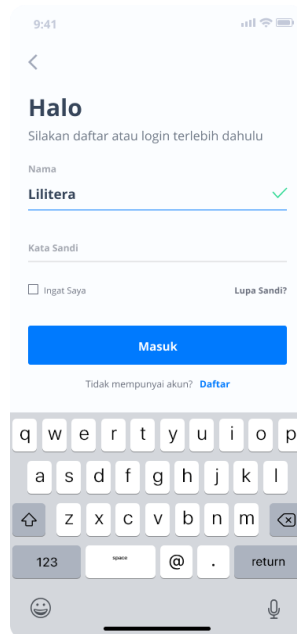 9:41
Halo
Silakan daftar atau login terlebih dahulu
Nama
Lilitera
Kata Sandi
Ingat Saya Lupa Sandi?
Masuk
Tidak mempunyai akun? Daftar
q w e r t y u i o p
a s d f g h j k l
z x c v b n m
123 space @ . return